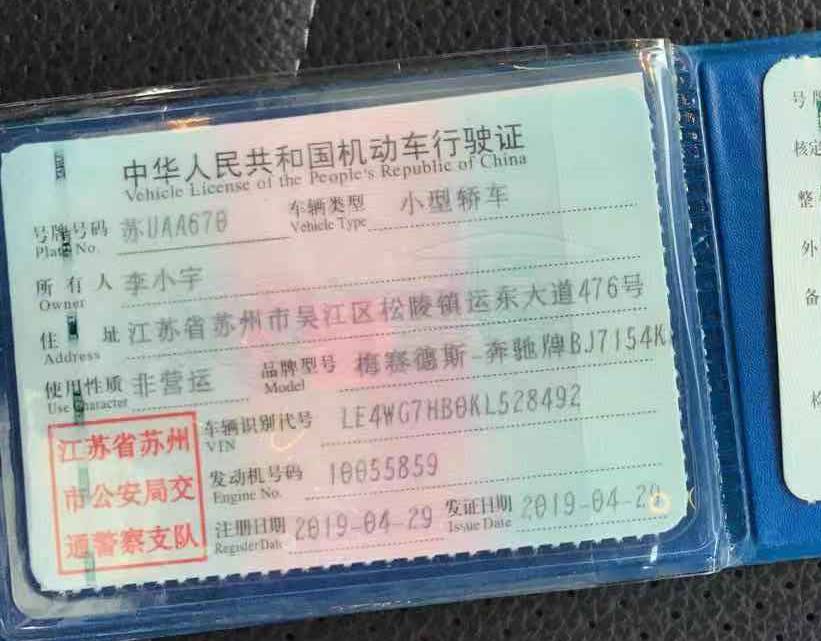 中华人民共和国机动车行驶证
Vehicle License of the People's Republic of China
号牌号码 苏UAA670 车辆类型 小型轿车
Plate No. Vehicle Type
所有人 李小宇
Owner
住址 江苏省苏州市吴江区松陵镇运东大道476号
Address
使用性质 非营运 品牌型号 梅赛德斯-奔驰牌BJ7154K
Use Character Model
车辆识别代号 LE4WG7HB0KL528492
VIN
发动机号码 10055859
Engine No.
注册日期 2019-04-29 发证日期 2019-04-29
Register Date Issue Date
江苏省苏州
市公安局交
通警察支队
号牌
核定
整
外
备
检